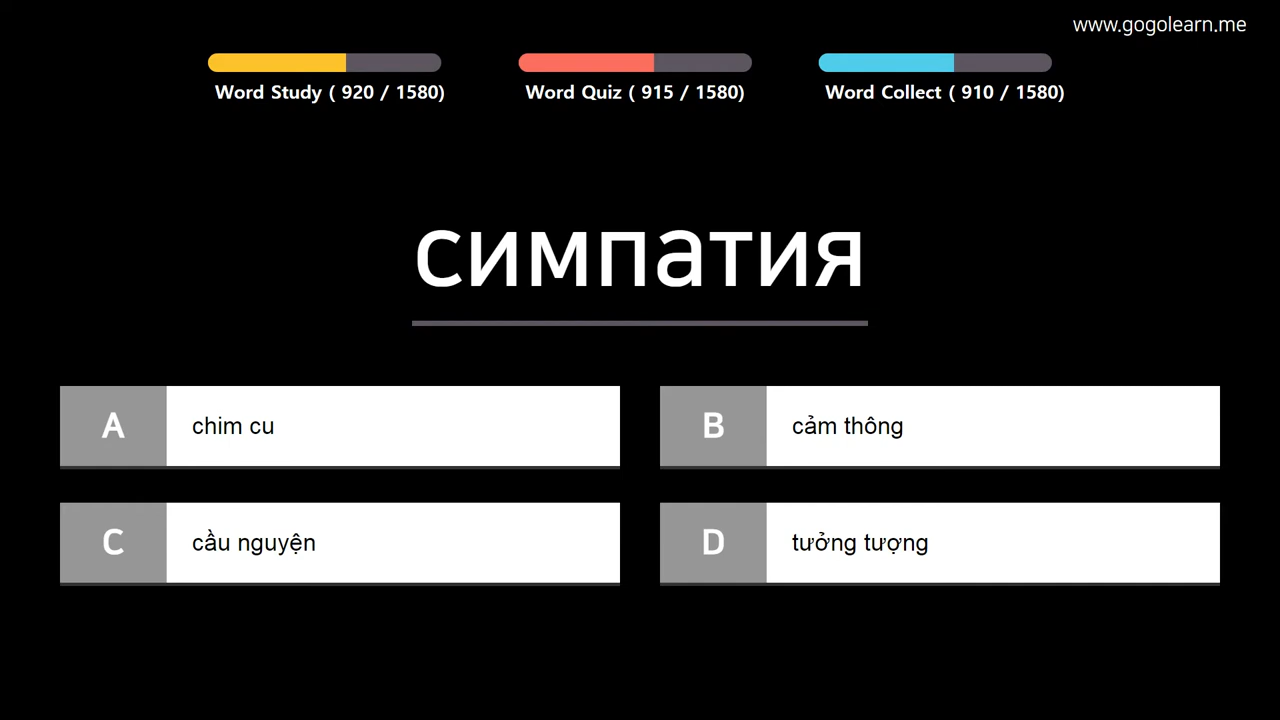 www.gogolearn.me
Word Study ( 920 / 1580)
Word Quiz ( 915 / 1580)
Word Collect ( 910 / 1580)
симпатия
A chim cu
B cảm thông
C cầu nguyện
D tưởng tượng